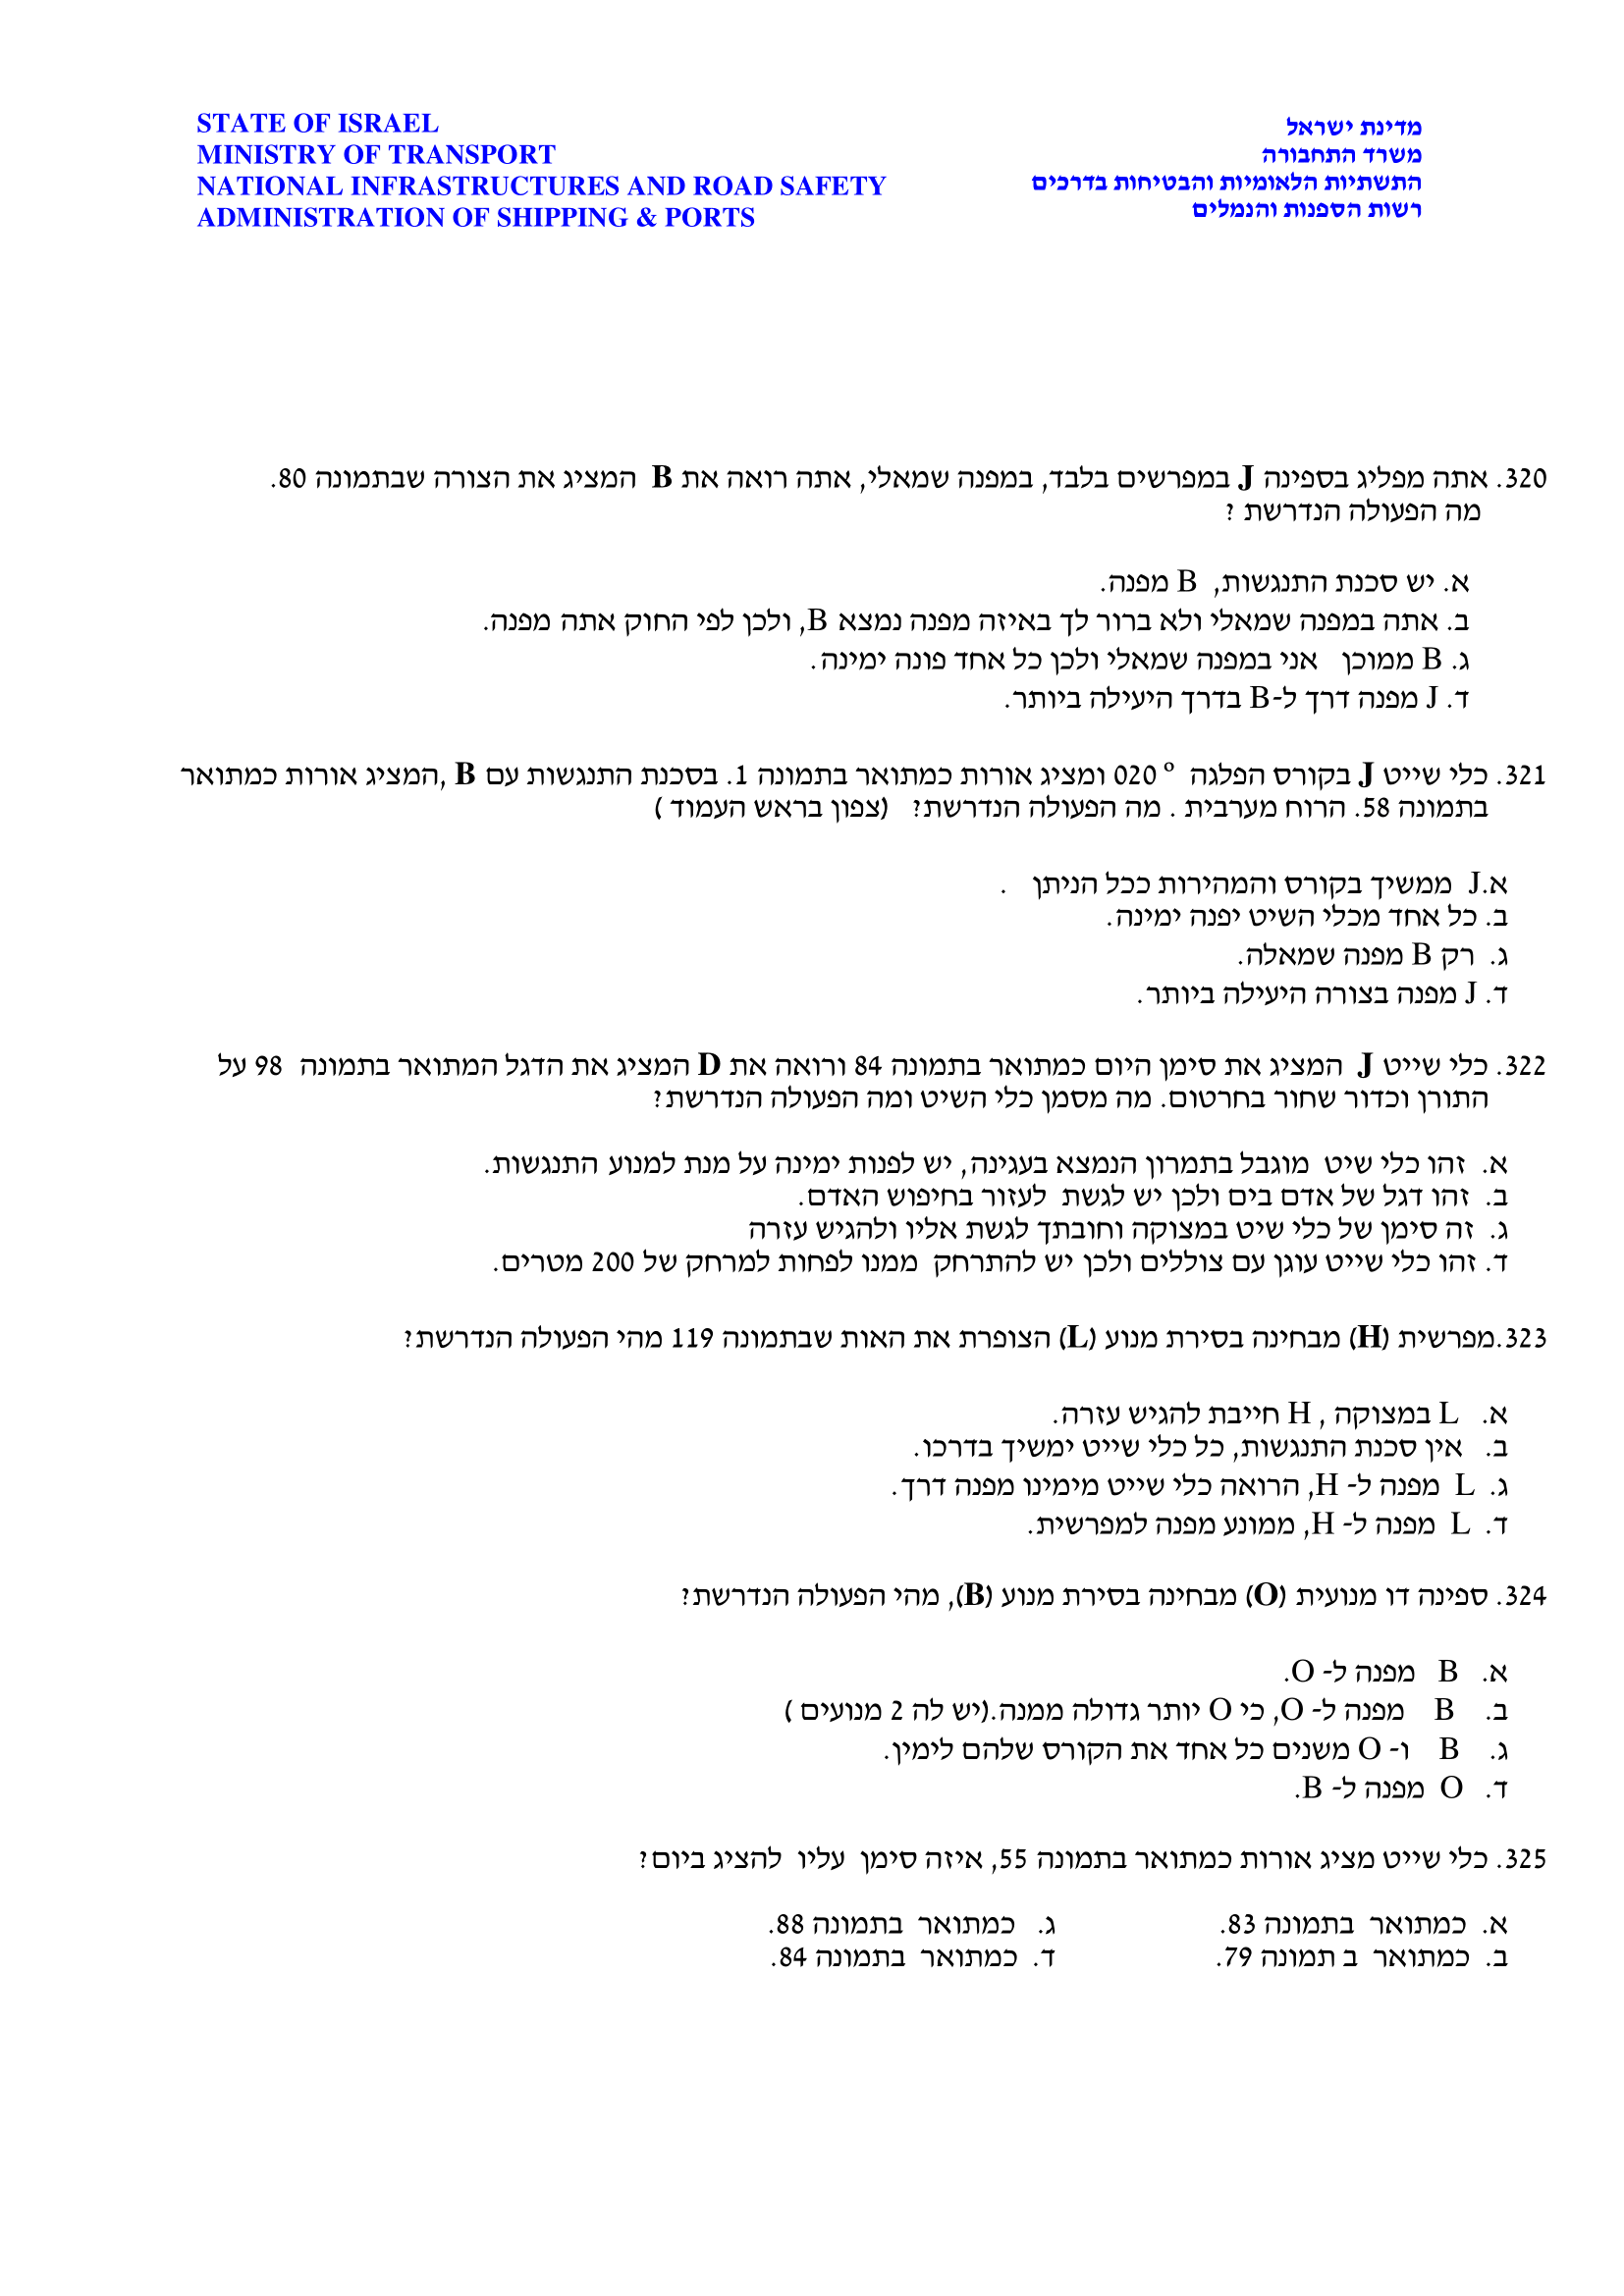 STATE OF ISRAEL
MINISTRY OF TRANSPORT
NATIONAL INFRASTRUCTURES AND ROAD SAFETY
ADMINISTRATION OF SHIPPING & PORTS
מדינת ישראל
משרד התחבורה
התשתיות הלאומיות והבטיחות בדרכים
רשות הספנות והנמלים
320. אתה מפליג בספינה J במפרשים בלבד, במפנה שמאלי, אתה רואה את B המציג את הצורה שבתמונה 80.
מה הפעולה הנדרשת ?
א. יש סכנת התנגשות, B מפנה.
ב. אתה במפנה שמאלי ולא ברור לך באיזה מפנה נמצא B, ולכן לפי החוק אתה מפנה.
ג. B ממוכן אני במפנה שמאלי ולכן כל אחד פונה ימינה.
ד. J מפנה דרך ל-B בדרך היעילה ביותר.
321. כלי שייט J בקורס הפלגה 020 º ומציג אורות כמתואר בתמונה 1. בסכנת התנגשות עם B ,המציג אורות כמתואר
בתמונה 58. הרוח מערבית . מה הפעולה הנדרשת? (צפון בראש העמוד )
א.J ממשיך בקורס והמהירות ככל הניתן .
ב. כל אחד מכלי השיט יפנה ימינה.
ג. רק B מפנה שמאלה.
ד. J מפנה בצורה היעילה ביותר.
322. כלי שייט J המציג את סימן היום כמתואר בתמונה 84 ורואה את D המציג את הדגל המתואר בתמונה 98 על
התורן וכדור שחור בחרטום. מה מסמן כלי השיט ומה הפעולה הנדרשת?
א. זהו כלי שיט מוגבל בתמרון הנמצא בעגינה, יש לפנות ימינה על מנת למנוע התנגשות.
ב. זהו דגל של אדם בים ולכן יש לגשת לעזור בחיפוש האדם.
ג. זה סימן של כלי שיט במצוקה וחובתך לגשת אליו ולהגיש עזרה
ד. זהו כלי שייט עוגן עם צוללים ולכן יש להתרחק ממנו לפחות למרחק של 200 מטרים.
323.מפרשית (H) מבחינה בסירת מנוע (L) הצופרת את האות שבתמונה 119 מהי הפעולה הנדרשת?
א. L במצוקה , H חייבת להגיש עזרה.
ב. אין סכנת התנגשות, כל כלי שייט ימשיך בדרכו.
ג. L מפנה ל- H, הרואה כלי שייט מימינו מפנה דרך.
ד. L מפנה ל- H, ממונע מפנה למפרשית.
324. ספינה דו מנועית (O) מבחינה בסירת מנוע (B), מהי הפעולה הנדרשת?
א. B מפנה ל- O.
ב. B מפנה ל- O, כי O יותר גדולה ממנה.(יש לה 2 מנועים )
ג. B ו- O משנים כל אחד את הקורס שלהם לימין.
ד. O מפנה ל- B.
325. כלי שייט מציג אורות כמתואר בתמונה 55, איזה סימן עליו להציג ביום?
א. כמתואר בתמונה 83.
ב. כמתואר ב תמונה 79.
ג. כמתואר בתמונה 88.
ד. כמתואר בתמונה 84.